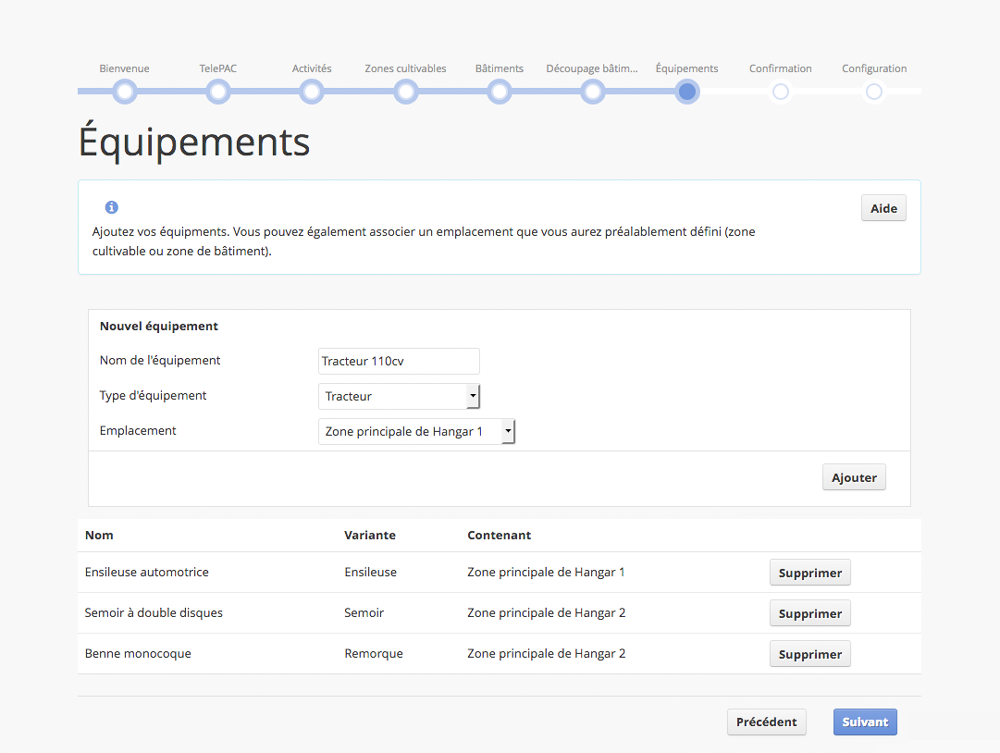 Bienvenue TelePAC Activités Zones cultivables Bâtiments Découpage bâtim... Équipements Confirmation Configuration
Équipements
Aide
Ajoutez vos équipments. Vous pouvez également associer un emplacement que vous aurez préalablement défini (zone
cultivable ou zone de bâtiment).
Nouvel équipement
Nom de l'équipement Tracteur 110cv
Type d'équipement Tracteur
Emplacement Zone principale de Hangar 1
Ajouter
Nom Variante Contenant
Ensileuse automotrice Ensileuse Zone principale de Hangar 1 Supprimer
Semoir à double disques Semoir Zone principale de Hangar 2 Supprimer
Benne monocoque Remorque Zone principale de Hangar 2 Supprimer
Précédent Suivant